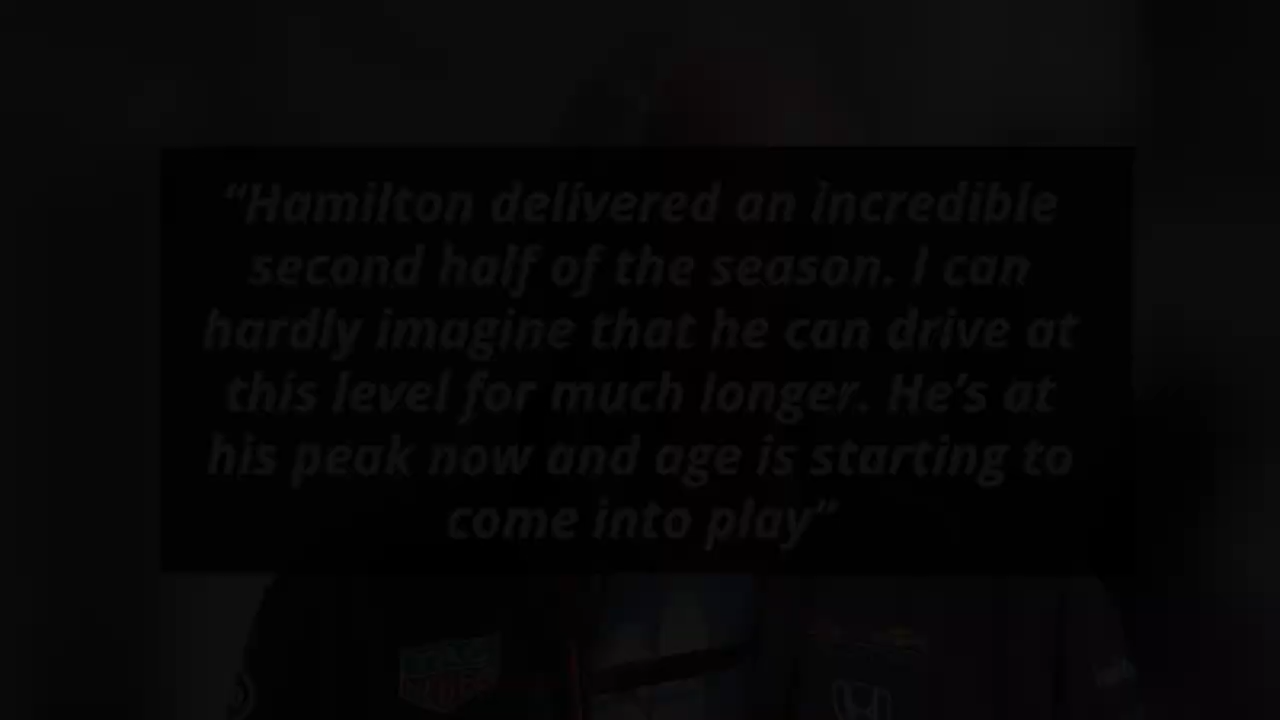 “Hamilton delivered an incredible
second half of the season. I can
hardly imagine that he can drive at
this level for much longer. He’s at
his peak now and age is starting to
come into play”
TAG